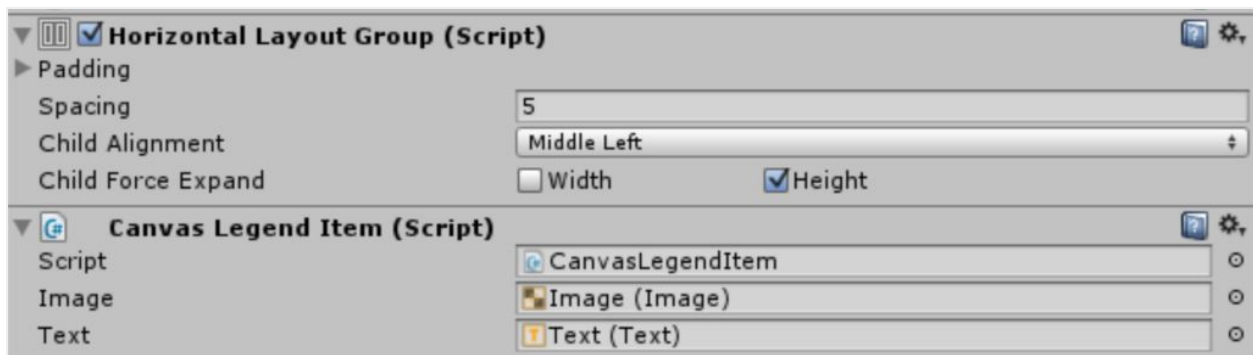 Horizontal Layout Group (Script)
Padding
Spacing 5
Child Alignment Middle Left
Child Force Expand Width Height
Canvas Legend Item (Script)
Script CanvasLegendItem
Image Image (Image)
Text Text (Text)